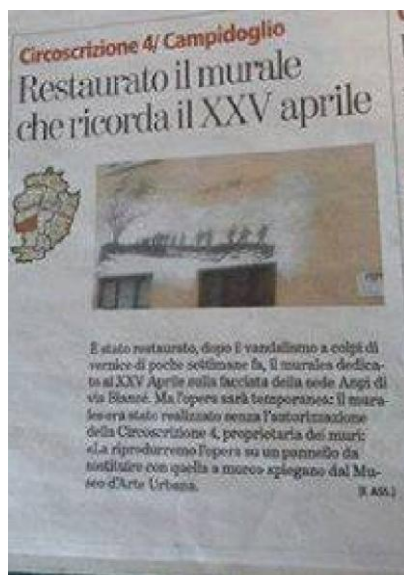 Circoscrizione 4/ Campidoglio
Restaurato il murale
che ricorda il XXV aprile
È stato restaurato, dopo il vandalismo a colpi di
vernice di poche settimane fa, il murales dedica-
to al XXV Aprile sulla facciata della sede Anpi di
via Bianzè. Ma l'opera sarà temporanea: il mura-
les era stato realizzato senza l'autorizzazione
della Circoscrizione 4, proprietaria dei muri:
«La riprodurremo l'opera su un pannello da
sostituire con quella a muro» spiegano dal Mu-
seo d'Arte Urbana.
[F. ASS.]